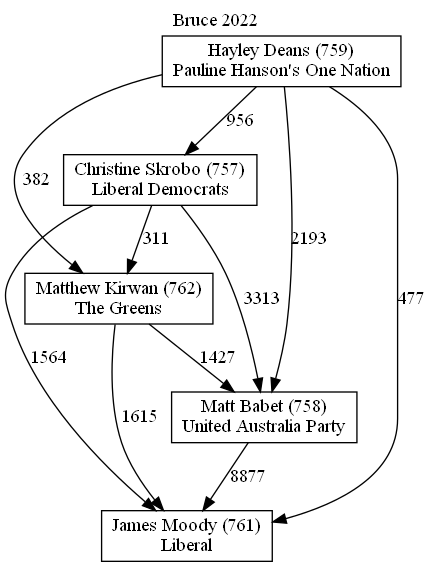 Bruce 2022
Hayley Deans (759)
Pauline Hanson's One Nation
956
Christine Skrobo (757)
Liberal Democrats
382
311
2193
Matthew Kirwan (762)
The Greens
3313
477
1564
1427
Matt Babet (758)
United Australia Party
1615
8877
James Moody (761)
Liberal